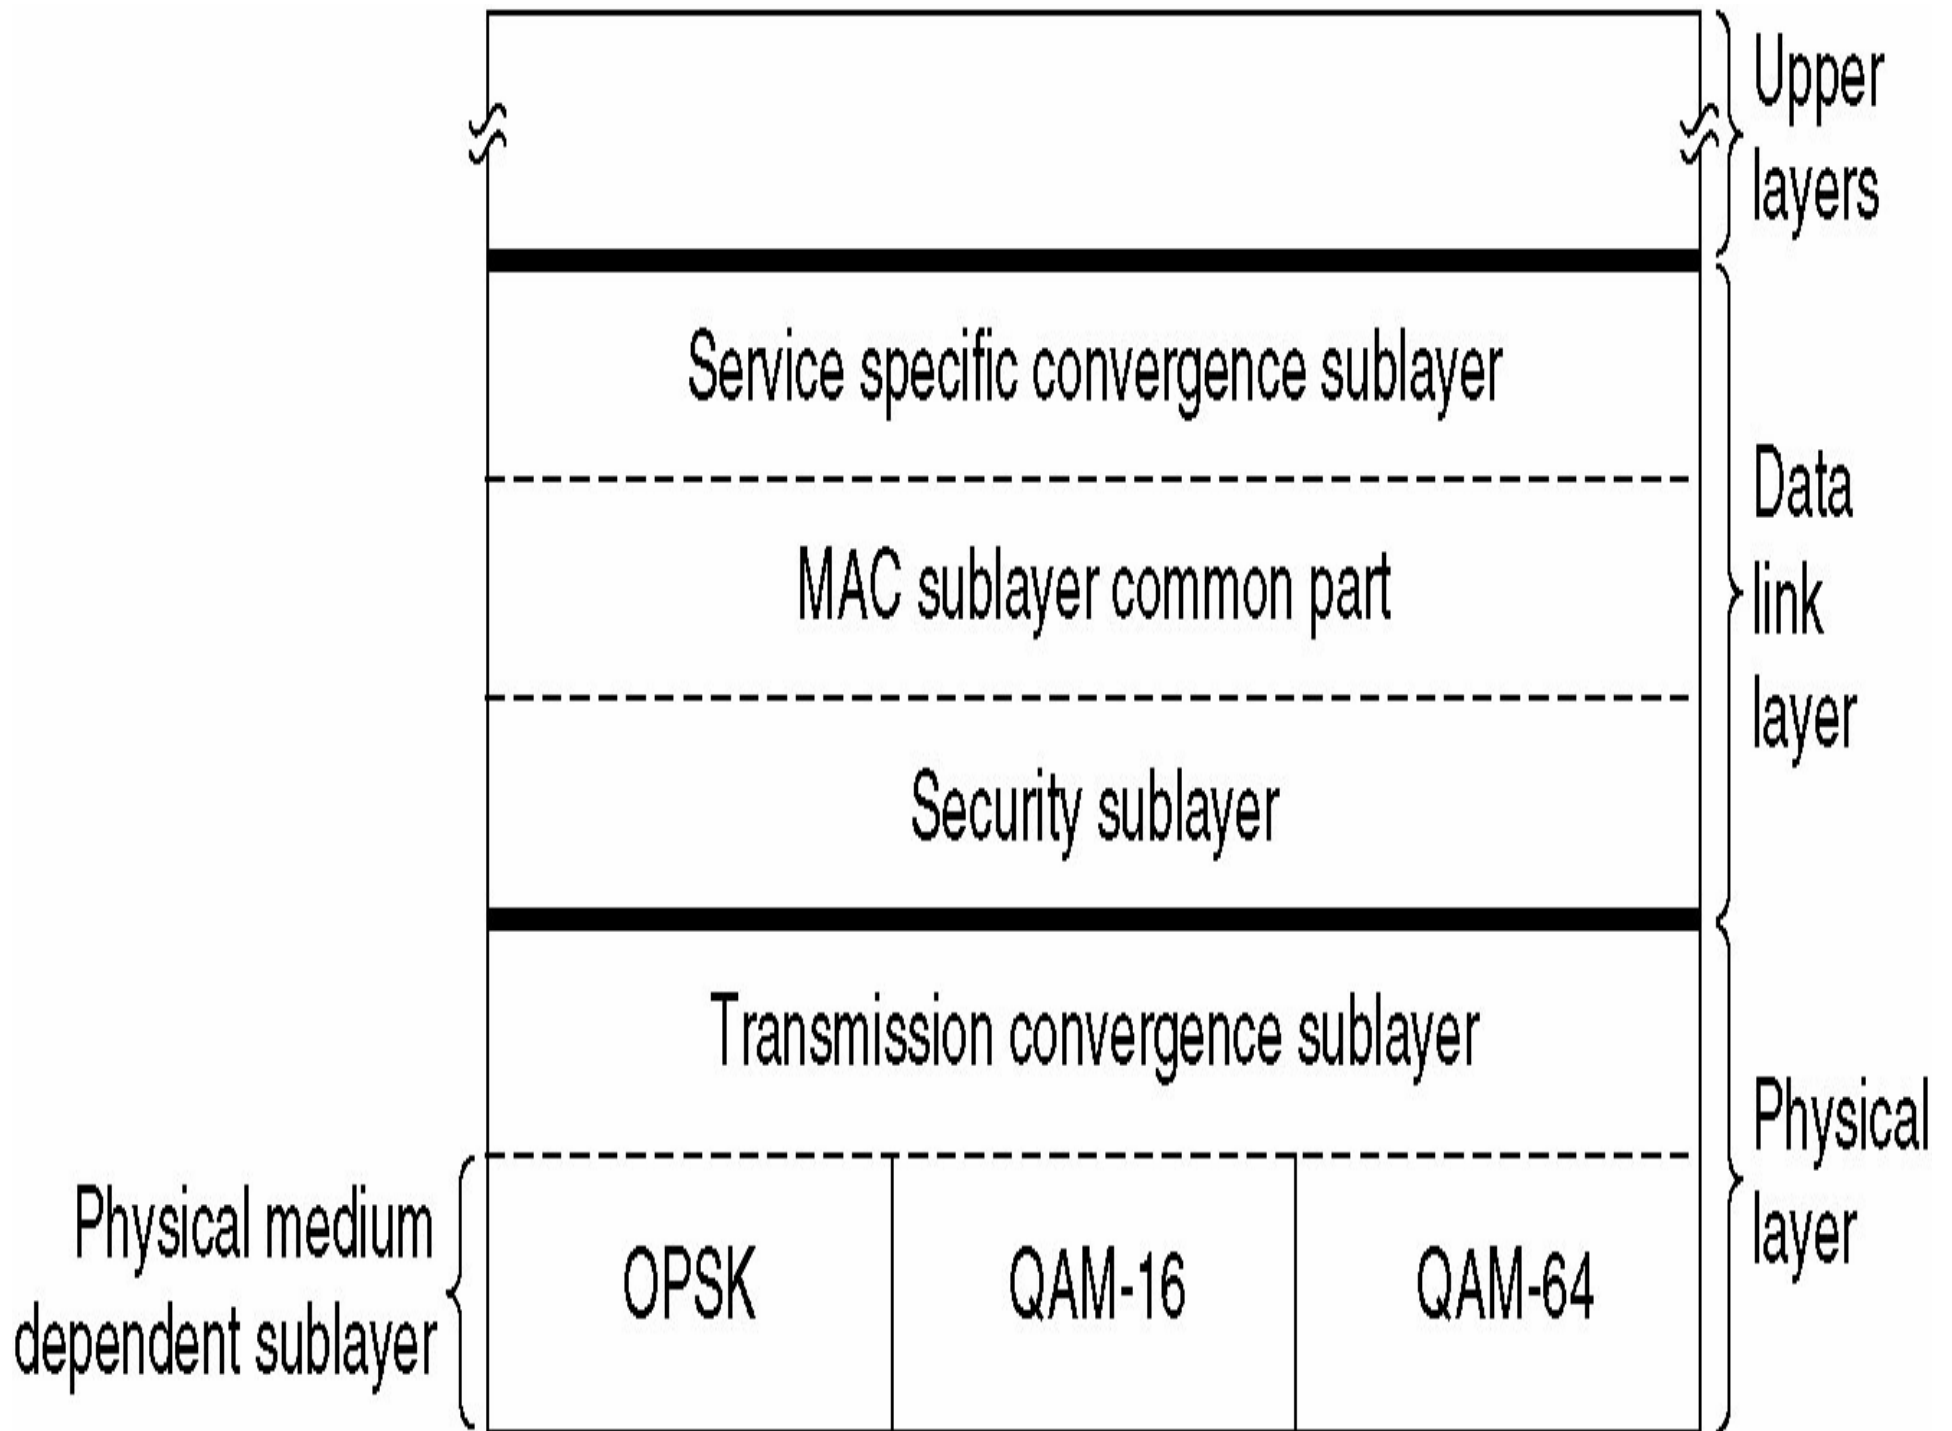 Upper
layers
Service specific convergence sublayer
MAC sublayer common part
Security sublayer
Data
link
layer
Transmission convergence sublayer
Physical
layer
Physical medium
dependent sublayer
OPSK
QAM-16
QAM-64